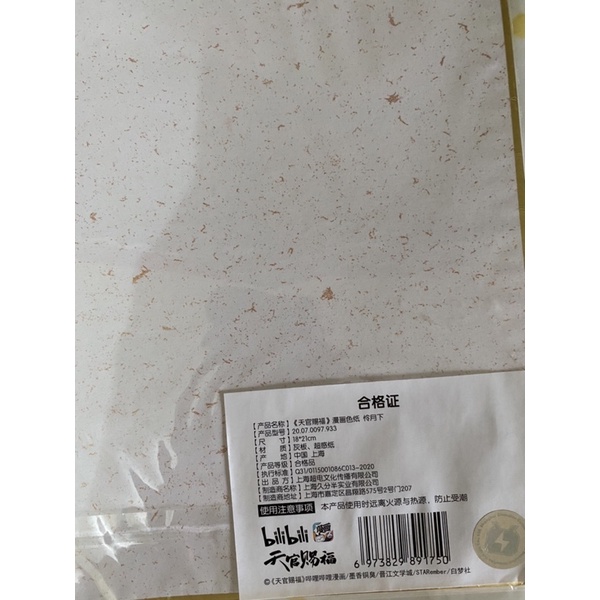 合格证
【产品名称】《天官赐福》漫画色纸 怜月下
【产品型号】20.07.0097.933
【尺 寸】18*21cm
【材 质】灰板、超感纸
【产 地】中国 上海
【产品等级】合格品
【执行标准】Q31/0115001086C013-2020
【出 品 方】上海超电文化传播有限公司
【制造商名称】上海久分半实业有限公司
【制造商地址】上海市嘉定区昌翔路575号2号门207
使用注意事项 本产品使用时远离火源与热源，防止受潮
bilibili
天官赐福
6 973829 891750
©《天官赐福》哔哩哔哩漫画/墨香铜臭/晋江文学城/STARember/白梦社